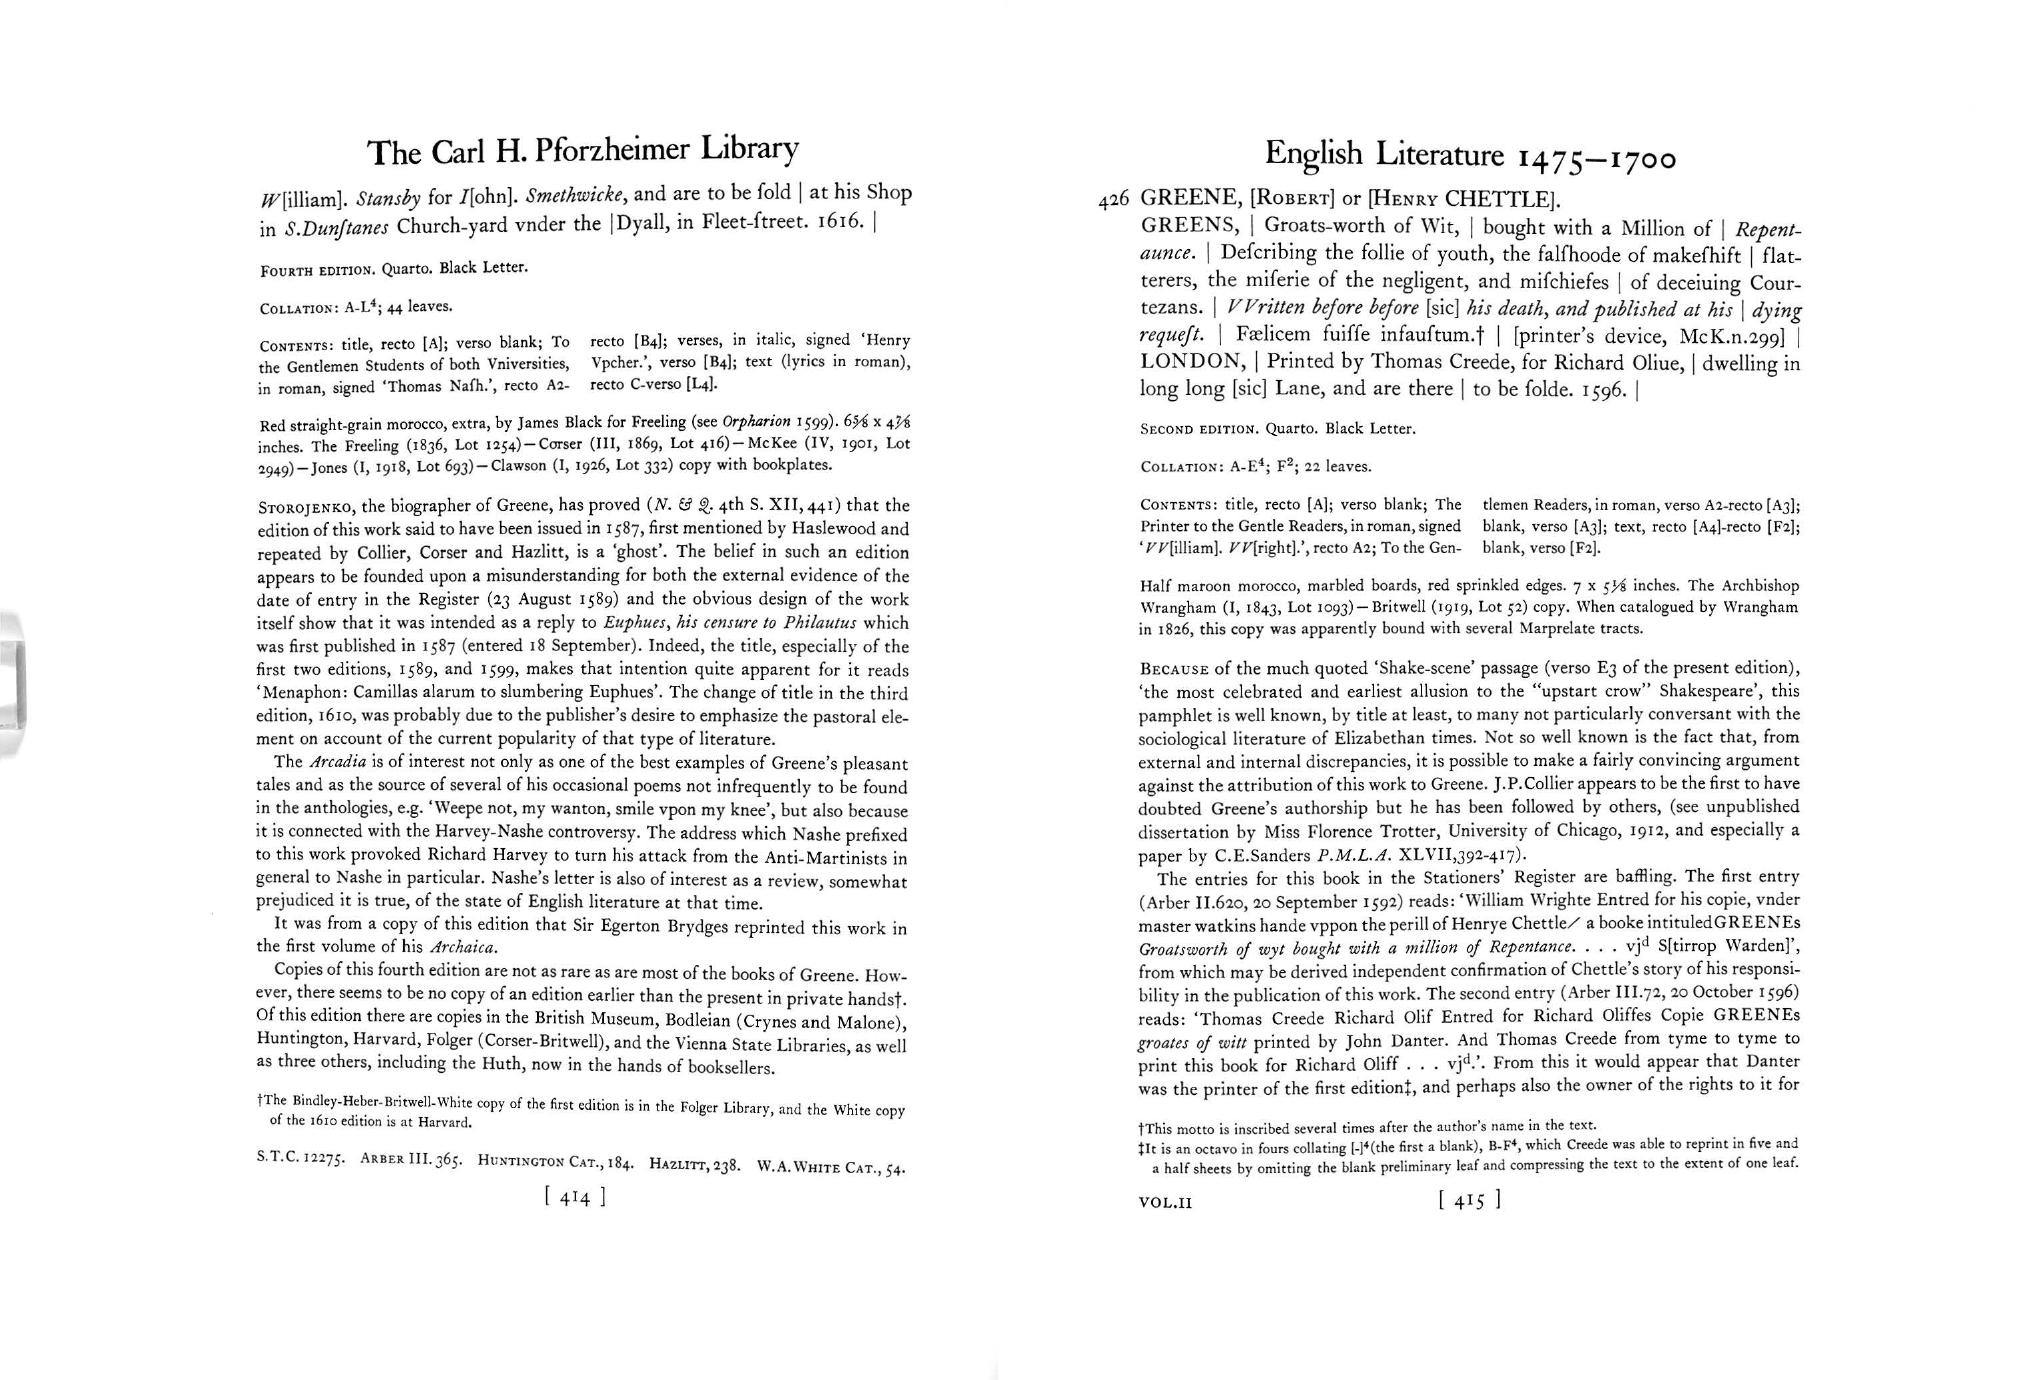 The Carl H. Pforzheimer Library
W[illiam]. Stansby for I[ohn]. Smethwicke, and are to be ſold | at his Shop
in S.Dunſtanes Church-yard vnder the |Dyall, in Fleet-ſtreet. 1616. |
Fourth edition. Quarto. Black Letter.
Collation: A-L⁴; 44 leaves.
Contents: title, recto [A]; verso blank; To
the Gentlemen Students of both Vniversities,
in roman, signed ‘Thomas Naſh.’, recto A2-
recto [B4]; verses, in italic, signed ‘Henry
Vpcher.’, verso [B4]; text (lyrics in roman),
recto C-verso [L4].
Red straight-grain morocco, extra, by James Black for Freeling (see Orpharion 1599). 6⅝ x 4⅞
inches. The Freeling (1836, Lot 1254)—Corser (III, 1869, Lot 416)—McKee (IV, 1901, Lot
2949)—Jones (I, 1918, Lot 693)—Clawson (I, 1926, Lot 332) copy with bookplates.
Storojenko, the biographer of Greene, has proved (N. & Q. 4th S. XII, 441) that the
edition of this work said to have been issued in 1587, first mentioned by Haslewood and
repeated by Collier, Corser and Hazlitt, is a ‘ghost’. The belief in such an edition
appears to be founded upon a misunderstanding for both the external evidence of the
date of entry in the Register (23 August 1589) and the obvious design of the work
itself show that it was intended as a reply to Euphues, his censure to Philautus which
was first published in 1587 (entered 18 September). Indeed, the title, especially of the
first two editions, 1589, and 1599, makes that intention quite apparent for it reads
‘Menaphon: Camillas alarum to slumbering Euphues’. The change of title in the third
edition, 1610, was probably due to the publisher’s desire to emphasize the pastoral ele-
ment on account of the current popularity of that type of literature.
The Arcadia is of interest not only as one of the best examples of Greene’s pleasant
tales and as the source of several of his occasional poems not infrequently to be found
in the anthologies, e.g. ‘Weepe not, my wanton, smile vpon my knee’, but also because
it is connected with the Harvey-Nashe controversy. The address which Nashe prefixed
to this work provoked Richard Harvey to turn his attack from the Anti-Martinists in
general to Nashe in particular. Nashe’s letter is also of interest as a review, somewhat
prejudiced it is true, of the state of English literature at that time.
It was from a copy of this edition that Sir Egerton Brydges reprinted this work in
the first volume of his Archaica.
Copies of this fourth edition are not as rare as are most of the books of Greene. How-
ever, there seems to be no copy of an edition earlier than the present in private hands†.
Of this edition there are copies in the British Museum, Bodleian (Crynes and Malone),
Huntington, Harvard, Folger (Corser-Britwell), and the Vienna State Libraries, as well
as three others, including the Huth, now in the hands of booksellers.
†The Bindley-Heber-Britwell-White copy of the first edition is in the Folger Library, and the White copy
of the 1610 edition is at Harvard.
S.T.C. 12275. Arber III. 365. Huntington Cat., 184. Hazlitt, 238. W.A.White Cat., 54.
[ 414 ]
English Literature 1475—1700
426 GREENE, [Robert] or [Henry CHETTLE].
GREENS, | Groats-worth of Wit, | bought with a Million of | Repent-
aunce. | Deſcribing the follie of youth, the falſhoode of makeſhift | flat-
terers, the miſerie of the negligent, and miſchiefes | of deceiuing Cour-
tezans. | VVritten before before [sic] his death, and published at his | dying
requeſt. | Fælicem fuiſſe infauſtum.† | [printer’s device, McK.n.299] |
LONDON, | Printed by Thomas Creede, for Richard Oliue, | dwelling in
long long [sic] Lane, and are there | to be ſolde. 1596. |
Second edition. Quarto. Black Letter.
Collation: A-E⁴; F²; 22 leaves.
Contents: title, recto [A]; verso blank; The
Printer to the Gentle Readers, in roman, signed
‘VV[illiam]. VV[right].’, recto A2; To the Gen-
tlemen Readers, in roman, verso A2-recto [A3];
blank, verso [A3]; text, recto [A4]-recto [F2];
blank, verso [F2].
Half maroon morocco, marbled boards, red sprinkled edges. 7 x 5⅛ inches. The Archbishop
Wrangham (I, 1843, Lot 1093)—Britwell (1919, Lot 52) copy. When catalogued by Wrangham
in 1826, this copy was apparently bound with several Marprelate tracts.
Because of the much quoted ‘Shake-scene’ passage (verso E3 of the present edition),
‘the most celebrated and earliest allusion to the “upstart crow” Shakespeare’, this
pamphlet is well known, by title at least, to many not particularly conversant with the
sociological literature of Elizabethan times. Not so well known is the fact that, from
external and internal discrepancies, it is possible to make a fairly convincing argument
against the attribution of this work to Greene. J.P.Collier appears to be the first to have
doubted Greene’s authorship but he has been followed by others, (see unpublished
dissertation by Miss Florence Trotter, University of Chicago, 1912, and especially a
paper by C.E.Sanders P.M.L.A. XLVII,392-417).
The entries for this book in the Stationers’ Register are baffling. The first entry
(Arber II.620, 20 September 1592) reads: ‘William Wrighte Entred for his copie, vnder
master watkins hande vppon the perill of Henrye Chettle/ a booke intituled GREENEs
Groatsworth of wyt bought with a million of Repentance. . . . vjᵈ S[tirrop Warden]’,
from which may be derived independent confirmation of Chettle’s story of his responsi-
bility in the publication of this work. The second entry (Arber III.72, 20 October 1596)
reads: ‘Thomas Creede Richard Olif Entred for Richard Oliffes Copie GREENEs
groates of witt printed by John Danter. And Thomas Creede from tyme to tyme to
print this book for Richard Oliff . . . vjᵈ.’. From this it would appear that Danter
was the printer of the first edition‡, and perhaps also the owner of the rights to it for
†This motto is inscribed several times after the author’s name in the text.
‡It is an octavo in fours collating [-]⁴(the first a blank), B-F⁴, which Creede was able to reprint in five and
a half sheets by omitting the blank preliminary leaf and compressing the text to the extent of one leaf.
VOL.II
[ 415 ]